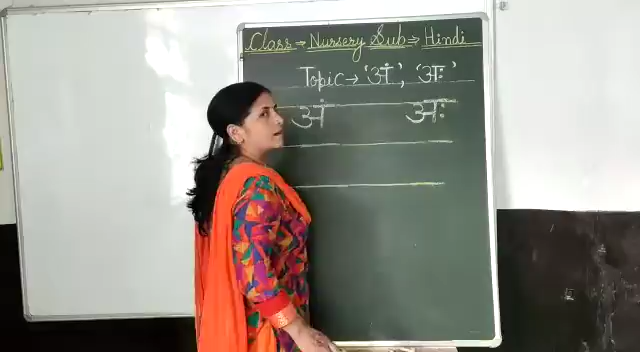 Class → Nursery Sub → Hindi
Topic → 'अं', 'अः'
अं अः